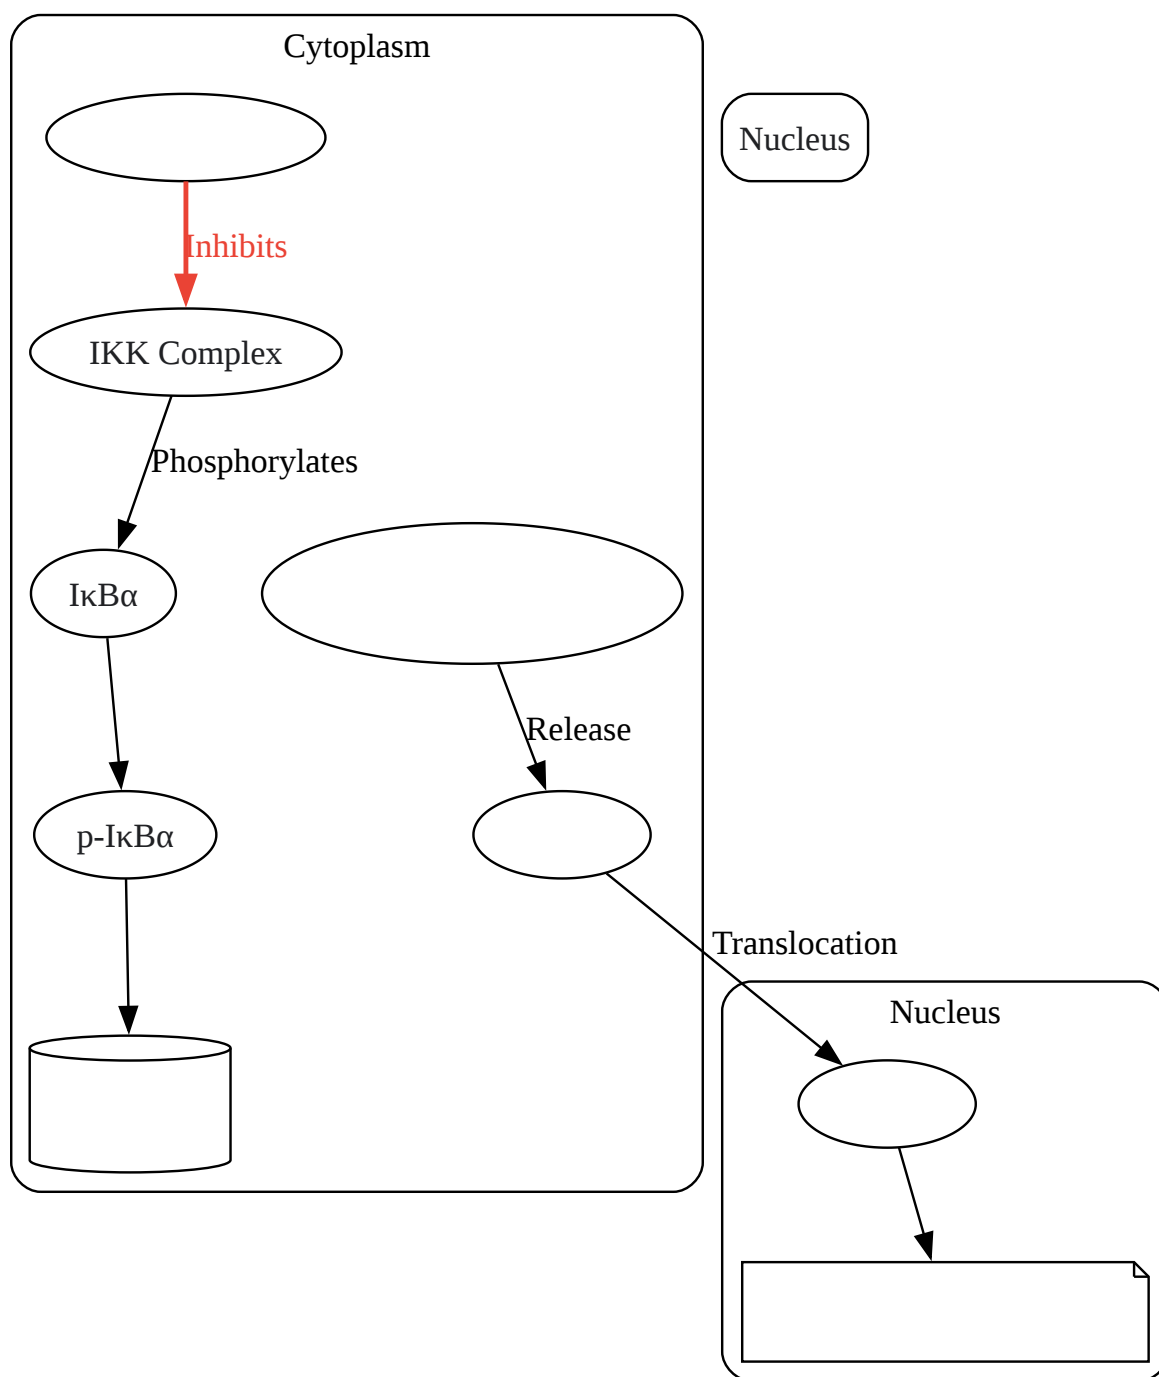 Cytoplasm
Nucleus
Inhibits
IKK Complex
Phosphorylates
IκBα
Release
p-IκBα
Translocation
Nucleus